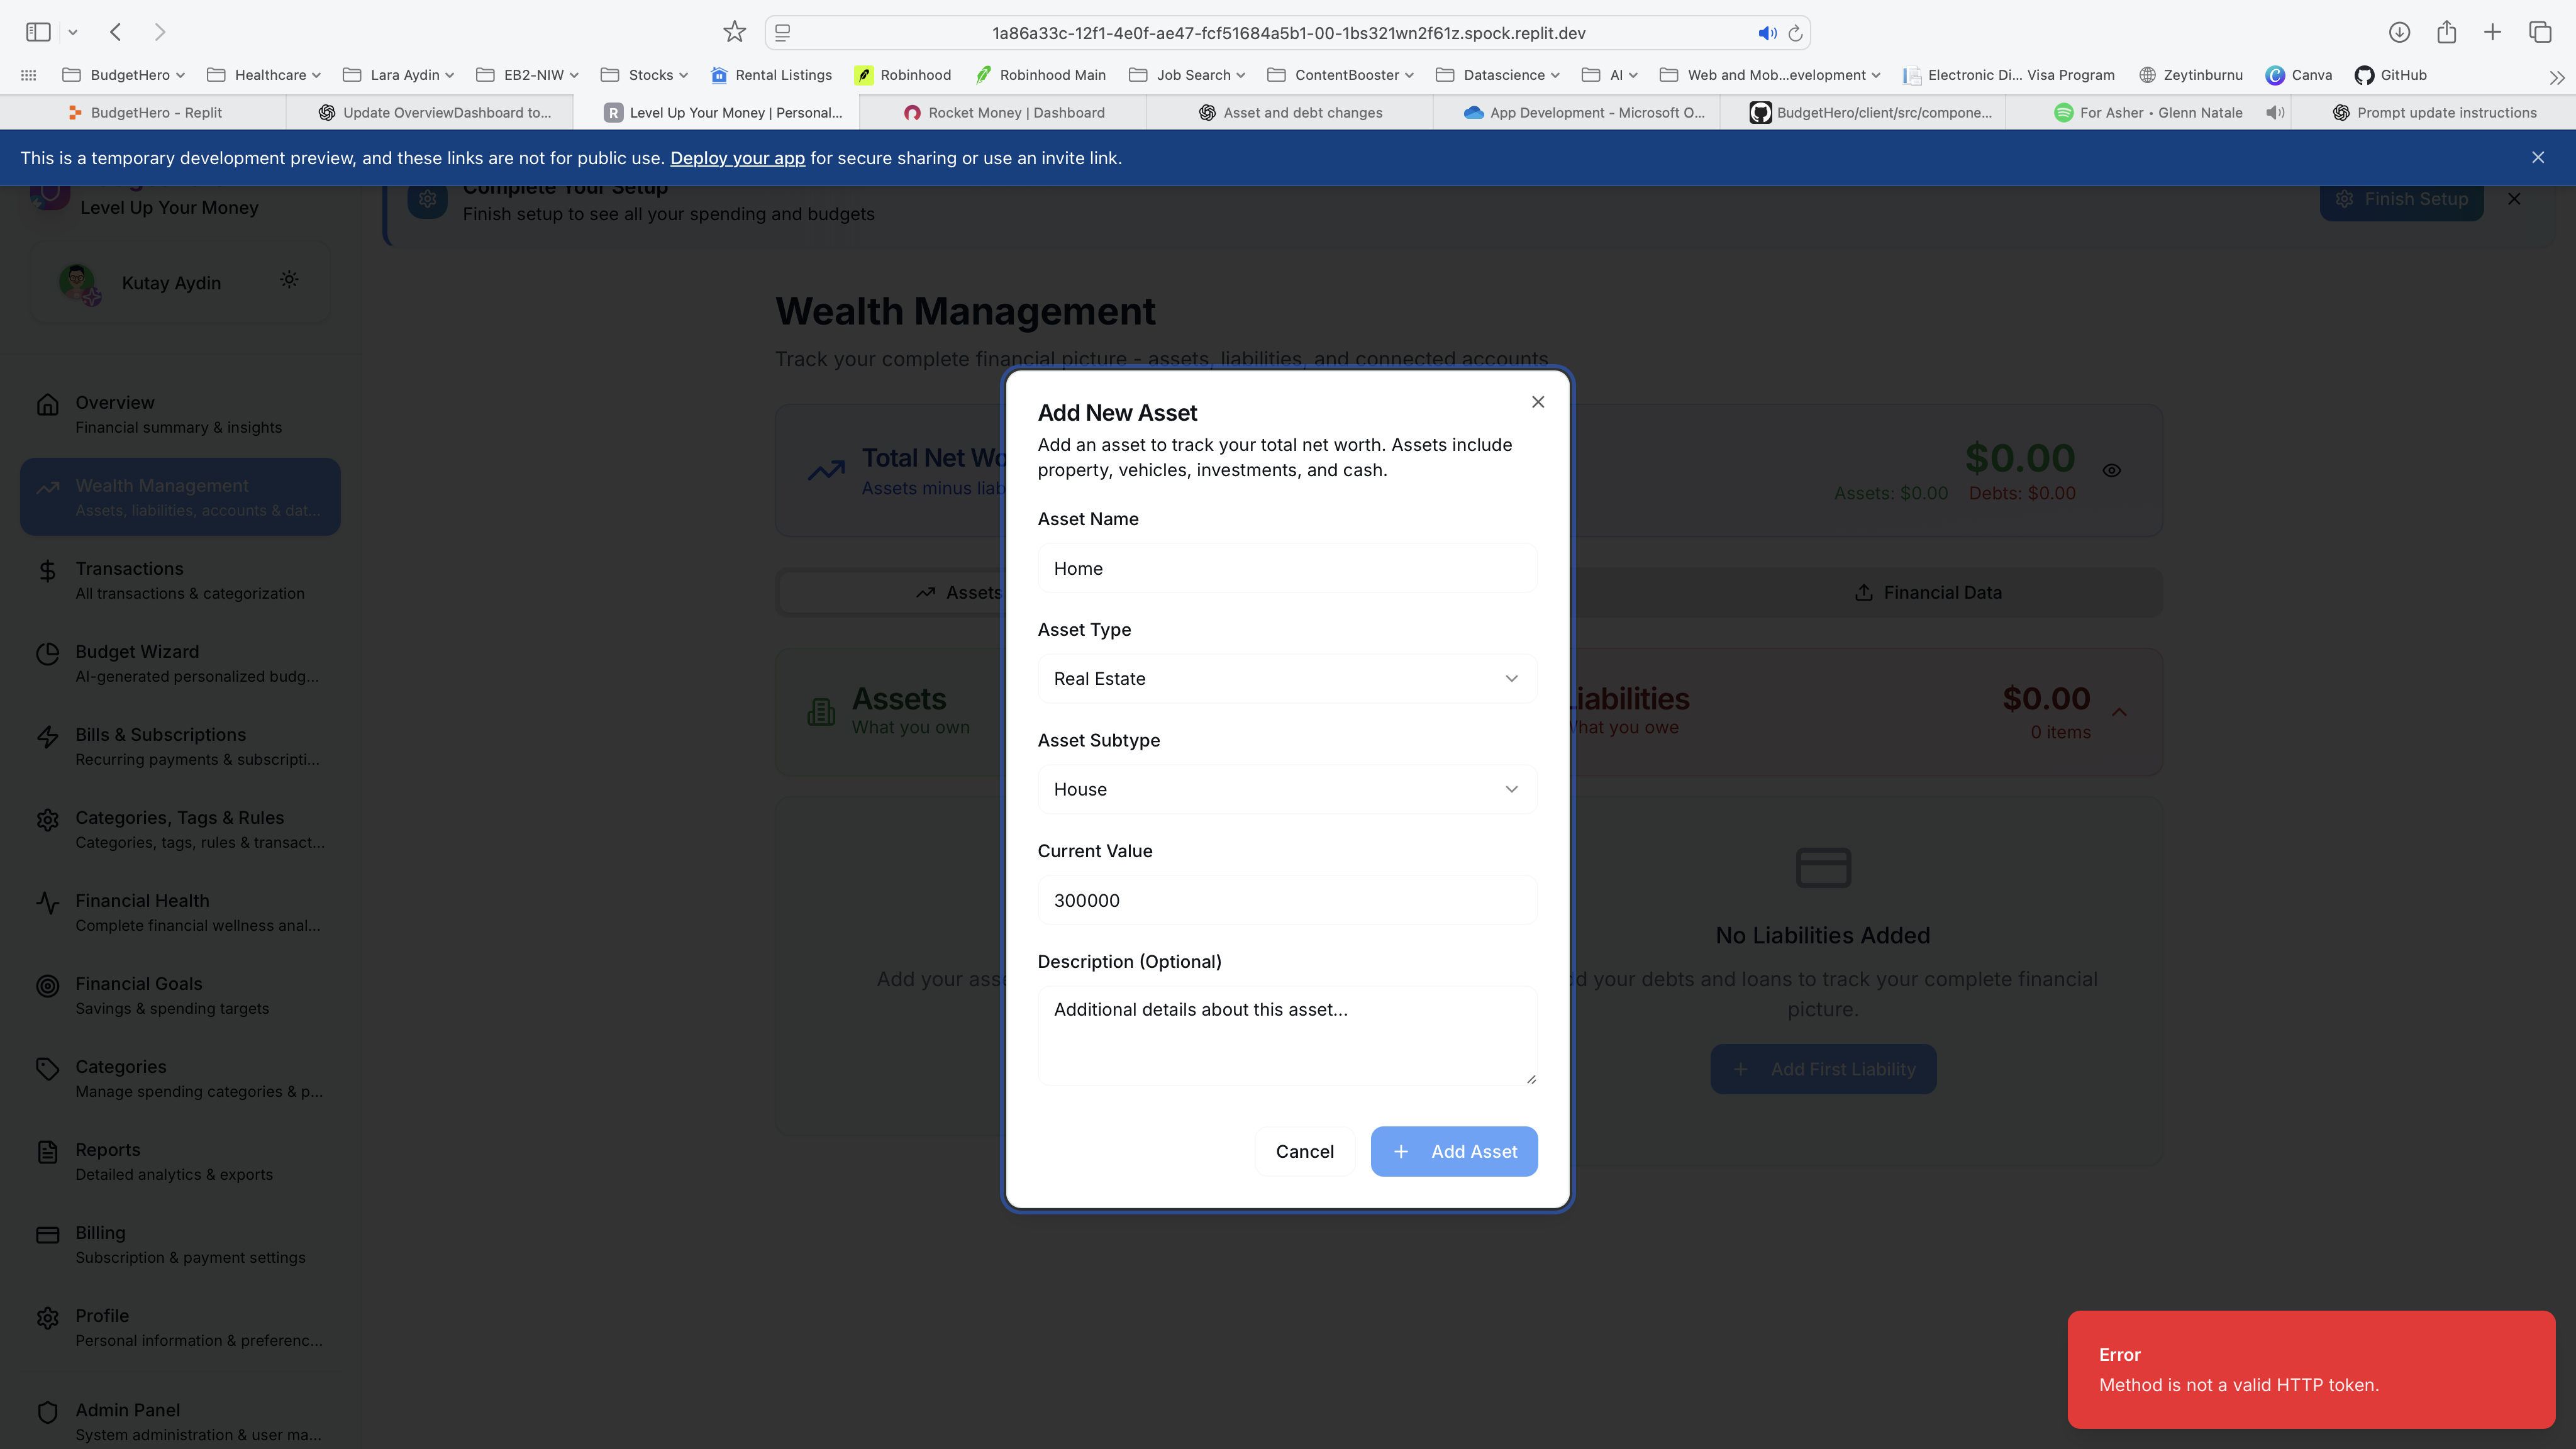 1a86a33c-12f1-4e0f-ae47-fcf51684a5b1-00-1bs321wn2f61z.spock.replit.dev
BudgetHero
Healthcare
Lara Aydin
EB2-NIW
Stocks
Rental Listings
Robinhood
Robinhood Main
Job Search
ContentBooster
Datascience
AI
Web and Mob...evelopment
Electronic Di... Visa Program
Zeytinburnu
Canva
GitHub
BudgetHero - Replit
Update OverviewDashboard to...
R
Level Up Your Money | Personal...
Rocket Money | Dashboard
Asset and debt changes
App Development - Microsoft O...
BudgetHero/client/src/compone...
For Asher • Glenn Natale
Prompt update instructions
This is a temporary development preview, and these links are not for public use. Deploy your app for secure sharing or use an invite link.
Level Up Your Money
Kutay Aydin
Overview
Financial summary & insights
Wealth Management
Assets, liabilities, accounts & dat...
Transactions
All transactions & categorization
Budget Wizard
AI-generated personalized budg...
Bills & Subscriptions
Recurring payments & subscripti...
Categories, Tags & Rules
Categories, tags, rules & transact...
Financial Health
Complete financial wellness anal...
Financial Goals
Savings & spending targets
Categories
Manage spending categories & p...
Reports
Detailed analytics & exports
Billing
Subscription & payment settings
Profile
Personal information & preferenc...
Admin Panel
System administration & user ma...
Complete Your Setup
Finish setup to see all your spending and budgets
Finish Setup
Wealth Management
Track your complete financial picture - assets, liabilities, and connected accounts
Total Net Wo
Assets minus liab
$0.00
Assets: $0.00 Debts: $0.00
Assets
Financial Data
Assets
What you own
Liabilities
What you owe
$0.00
0 items
Add your asse
No Liabilities Added
dd your debts and loans to track your complete financial
picture.
Add First Liability
Add New Asset
Add an asset to track your total net worth. Assets include
property, vehicles, investments, and cash.
Asset Name
Home
Asset Type
Real Estate
Asset Subtype
House
Current Value
300000
Description (Optional)
Additional details about this asset...
Cancel
Add Asset
Error
Method is not a valid HTTP token.